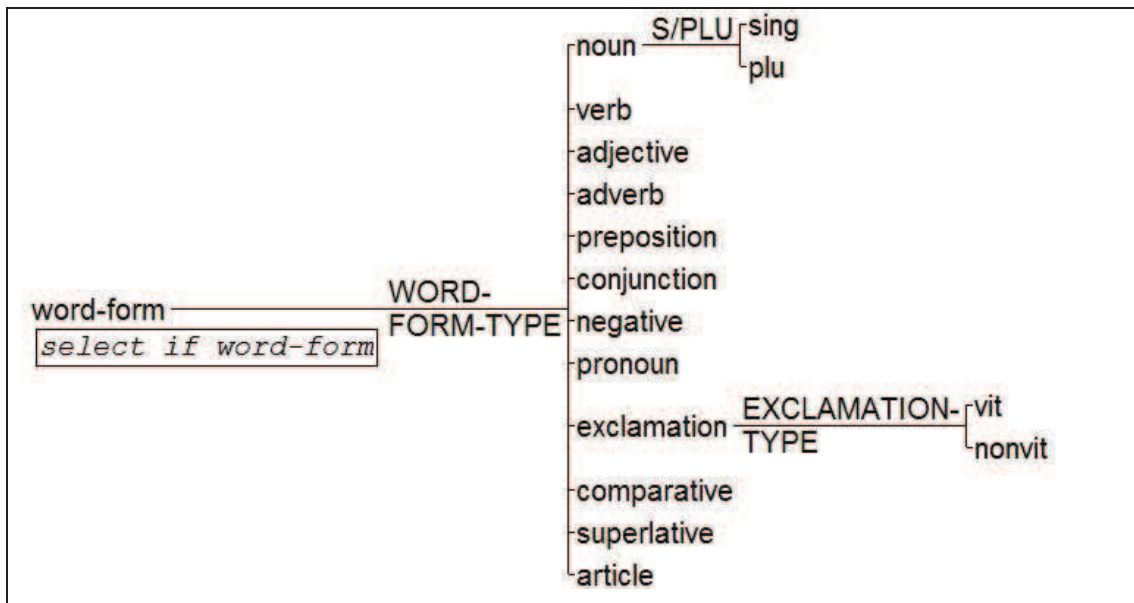 S/PLU sing
noun
plu
verb
adjective
adverb
preposition
conjunction
WORD-
word-form
FORM-TYPE negative
select if word-form
pronoun
EXCLAMATION- vit
exclamation
TYPE nonvit
comparative
superlative
article